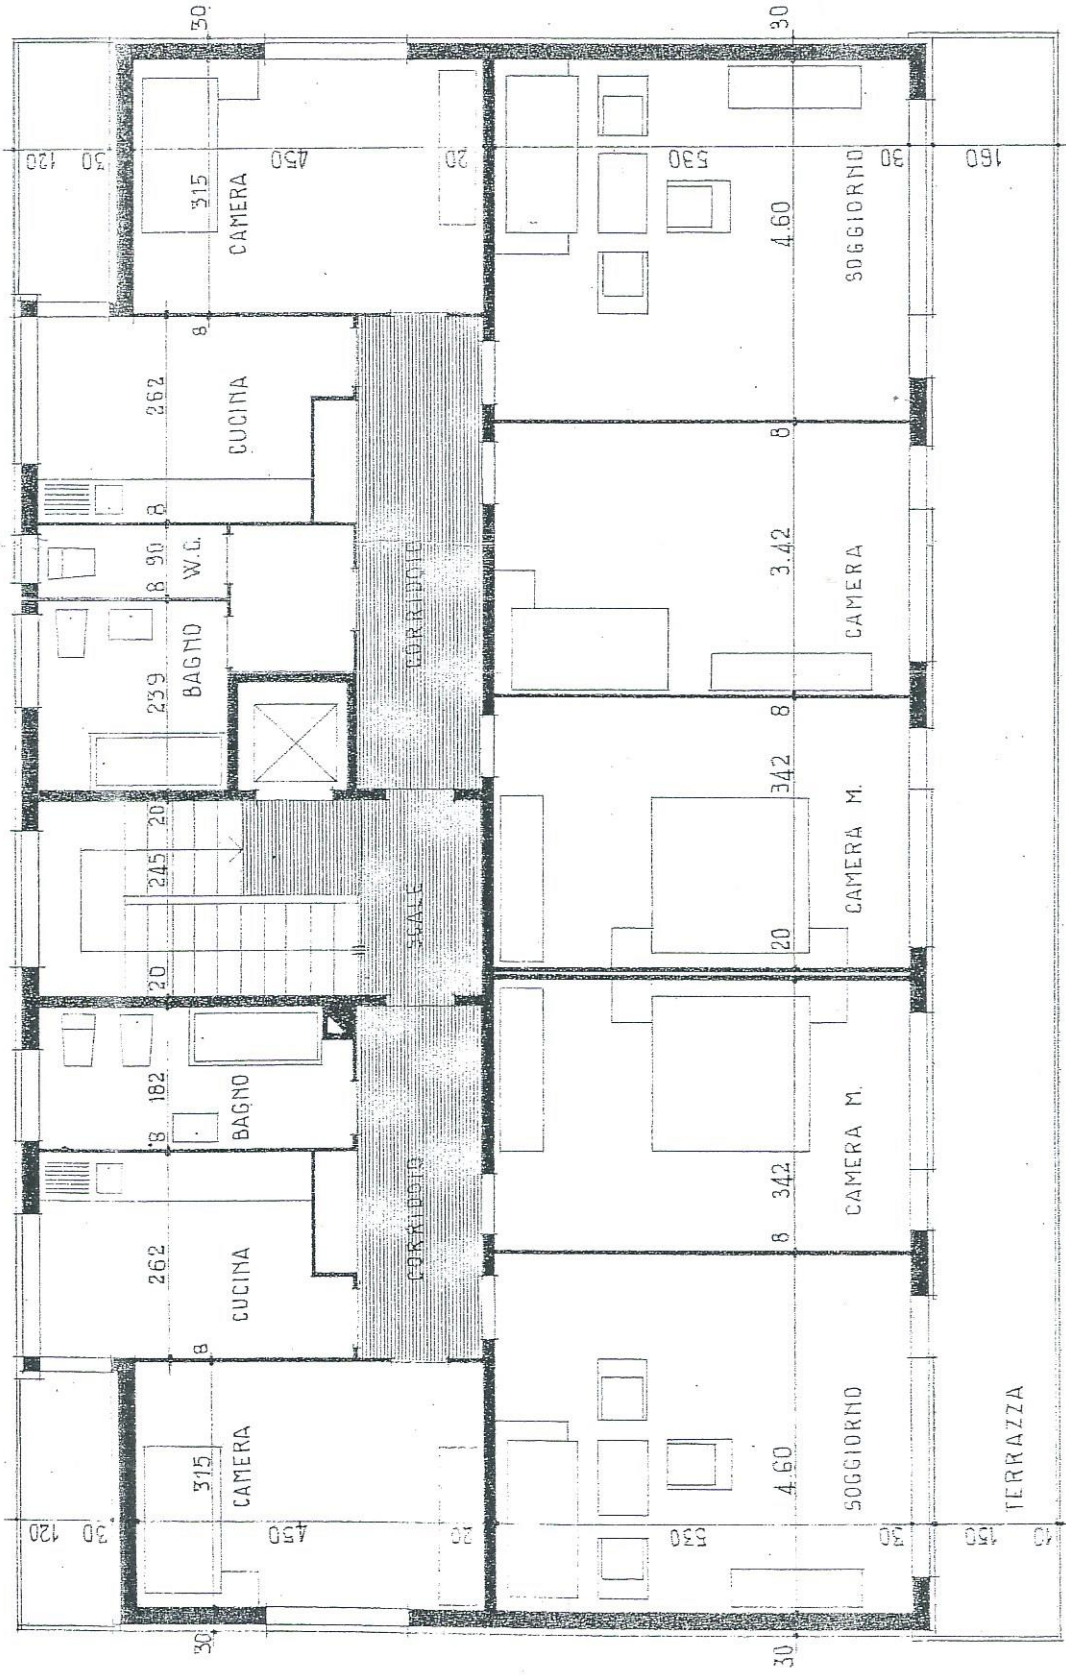 30
30
120
30
315
450
20
CAMERA
8
262
CUCINA
8
90
W.C.
8
239
BAGNO
CORRIDOIO
20
245
20
SCALE
182
BAGNO
8
262
CUCINA
8
CORRIDOIO
315
CAMERA
450
20
120
30
30
530
4.60
SOGGIORNO
30
160
8
3.42
CAMERA
8
342
CAMERA M.
20
342
CAMERA M.
8
4.60
SOGGIORNO
530
30
150
10
TERRAZZA
30